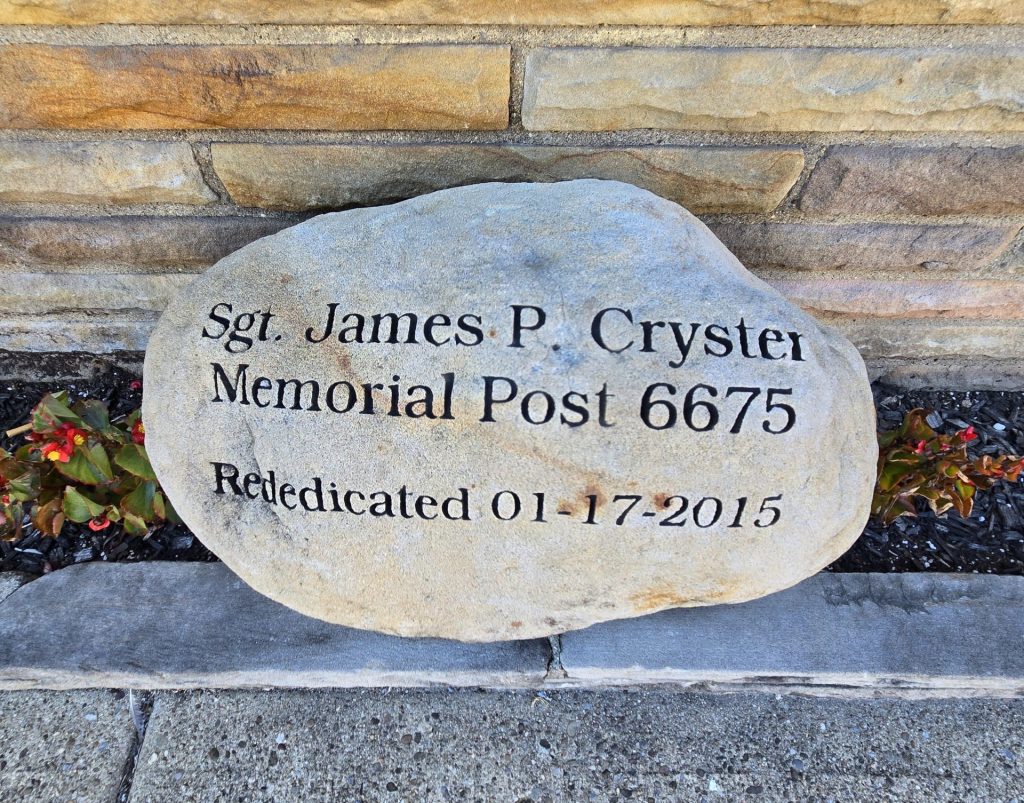 Sgt. James P. Cryster
Memorial Post 6675
Rededicated 01-17-2015